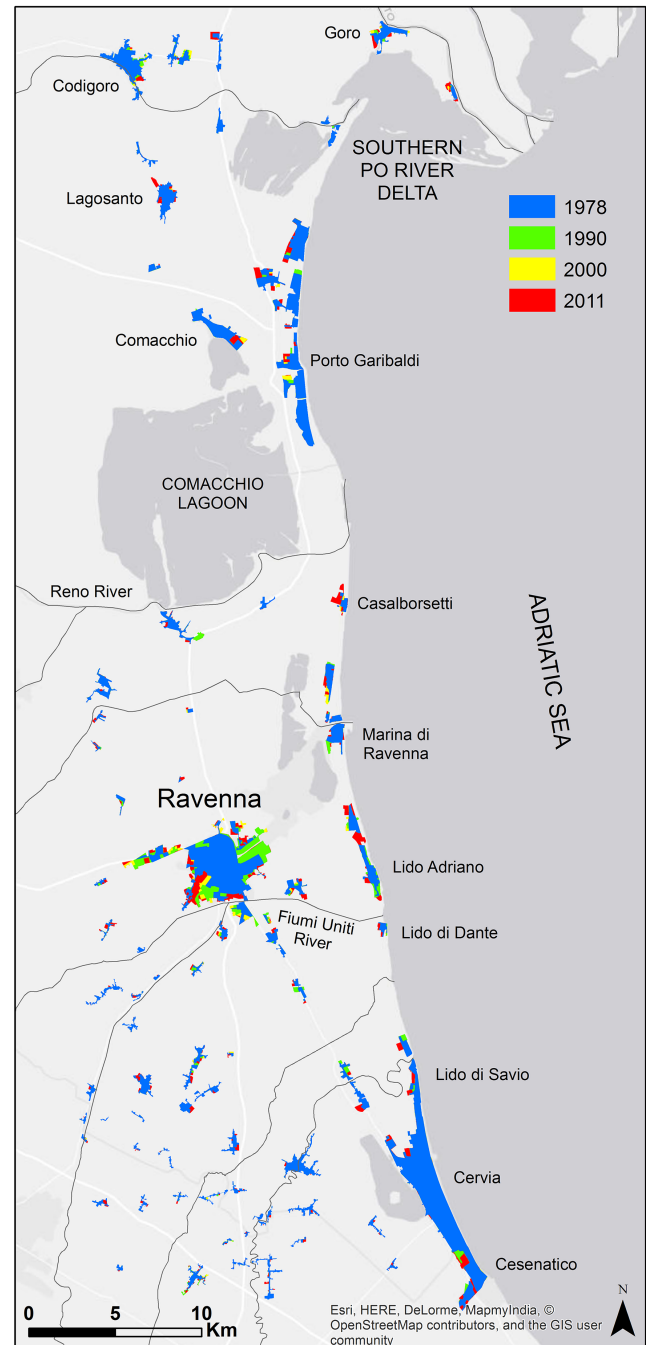 Goro
Codigoro
SOUTHERN
PO RIVER
DELTA
Lagosanto
1978
1990
2000
2011
Comacchio
Porto Garibaldi
COMACCHIO
LAGOON
Reno River
Casalborsetti
ADRIATIC SEA
Marina di
Ravenna
Ravenna
Lido Adriano
Fiumi Uniti
River
Lido di Dante
Lido di Savio
Cervia
Cesenatico
N
0 5 10
Km
Esri, HERE, DeLorme, MapmyIndia, ©
OpenStreetMap contributors, and the GIS user
community